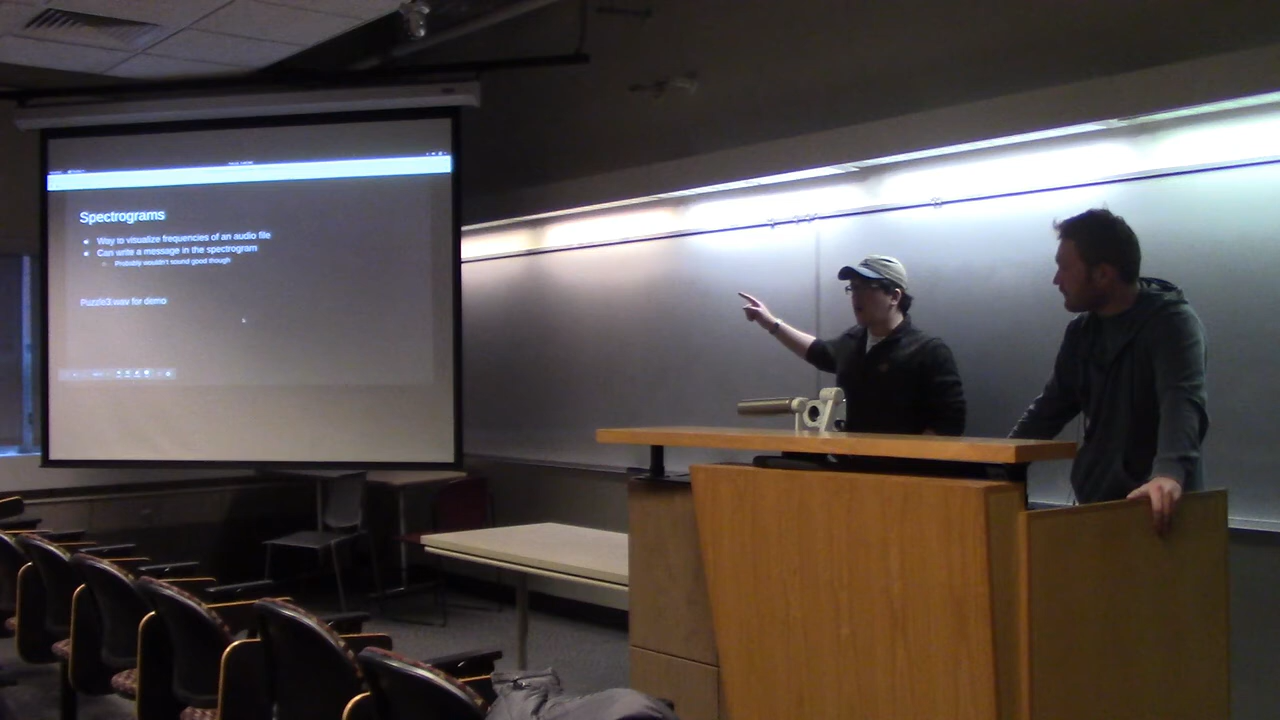 Spectrograms
Way to visualize frequencies of an audio file
Can write a message in the spectrogram
Probably wouldn't sound good though
Puzzle3.wav for demo